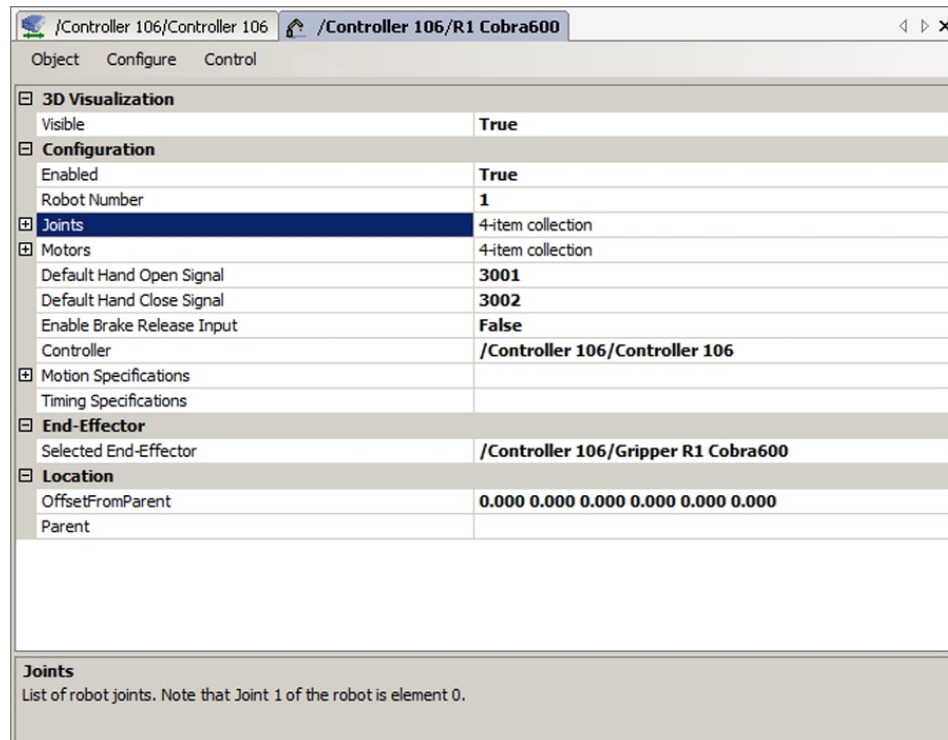 /Controller 106/Controller 106 /Controller 106/R1 Cobra600
Object Configure Control
3D Visualization
Visible True
Configuration
Enabled True
Robot Number 1
Joints 4-item collection
Motors 4-item collection
Default Hand Open Signal 3001
Default Hand Close Signal 3002
Enable Brake Release Input False
Controller /Controller 106/Controller 106
Motion Specifications
Timing Specifications
End-Effector
Selected End-Effector /Controller 106/Gripper R1 Cobra600
Location
OffsetFromParent 0.000 0.000 0.000 0.000 0.000 0.000
Parent
Joints
List of robot joints. Note that Joint 1 of the robot is element 0.